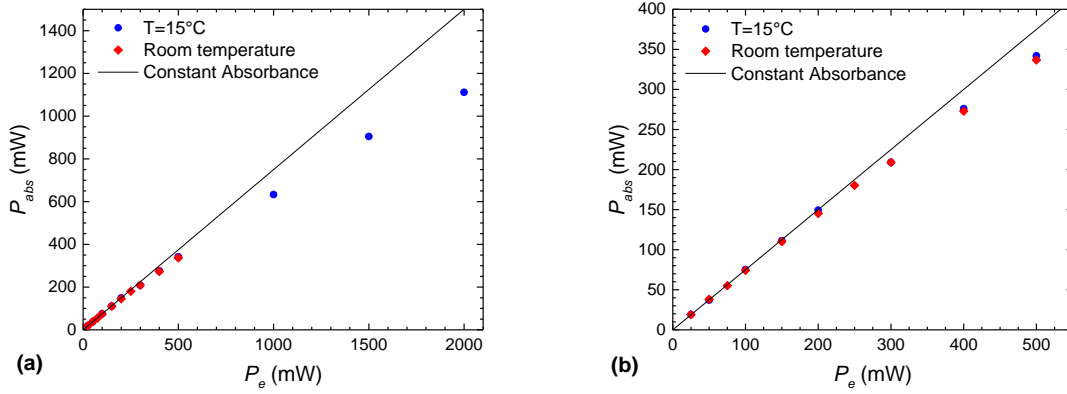 T=15°C
Room temperature
Constant Absorbance
1400
1200
1000
800
600
400
200
0
P_abs (mW)
0 500 1000 1500 2000
P_e (mW)
(a)
T=15°C
Room temperature
Constant Absorbance
400
350
300
250
200
150
100
50
0
P_abs (mW)
0 100 200 300 400 500
P_e (mW)
(b)